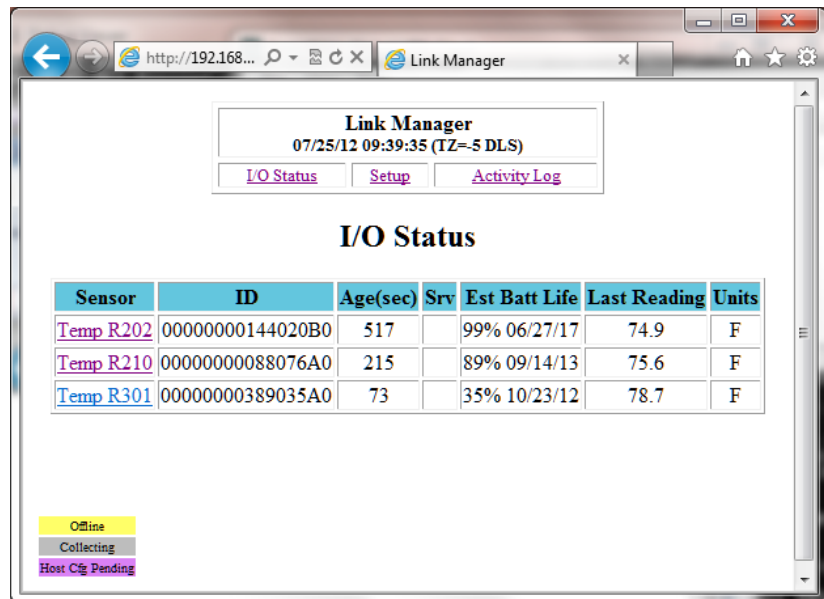 http://192.168... Link Manager
Link Manager
07/25/12 09:39:35 (TZ=-5 DLS)
I/O Status Setup Activity Log
I/O Status
Sensor ID Age(sec) Srv Est Batt Life Last Reading Units
Temp R202 00000000144020B0 517 99% 06/27/17 74.9 F
Temp R210 00000000088076A0 215 89% 09/14/13 75.6 F
Temp R301 00000000389035A0 73 35% 10/23/12 78.7 F
Offline
Collecting
Host Cfg Pending